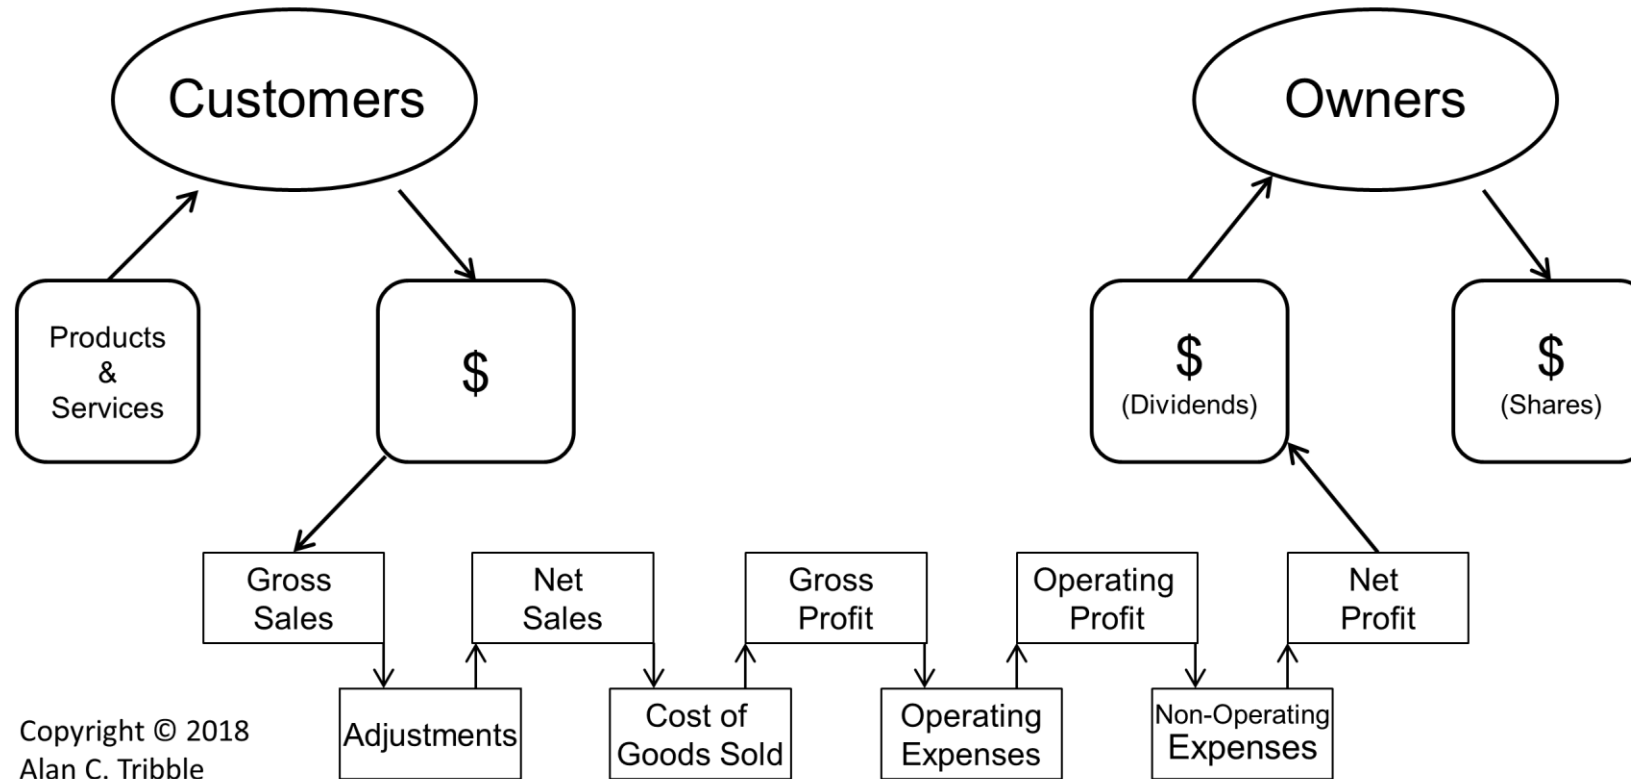 Customers
Owners
Products
&
Services
$
$
(Dividends)
$
(Shares)
Gross
Sales
Net
Sales
Gross
Profit
Operating
Profit
Net
Profit
Adjustments
Cost of
Goods Sold
Operating
Expenses
Non-Operating
Expenses
Copyright © 2018
Alan C. Tribble